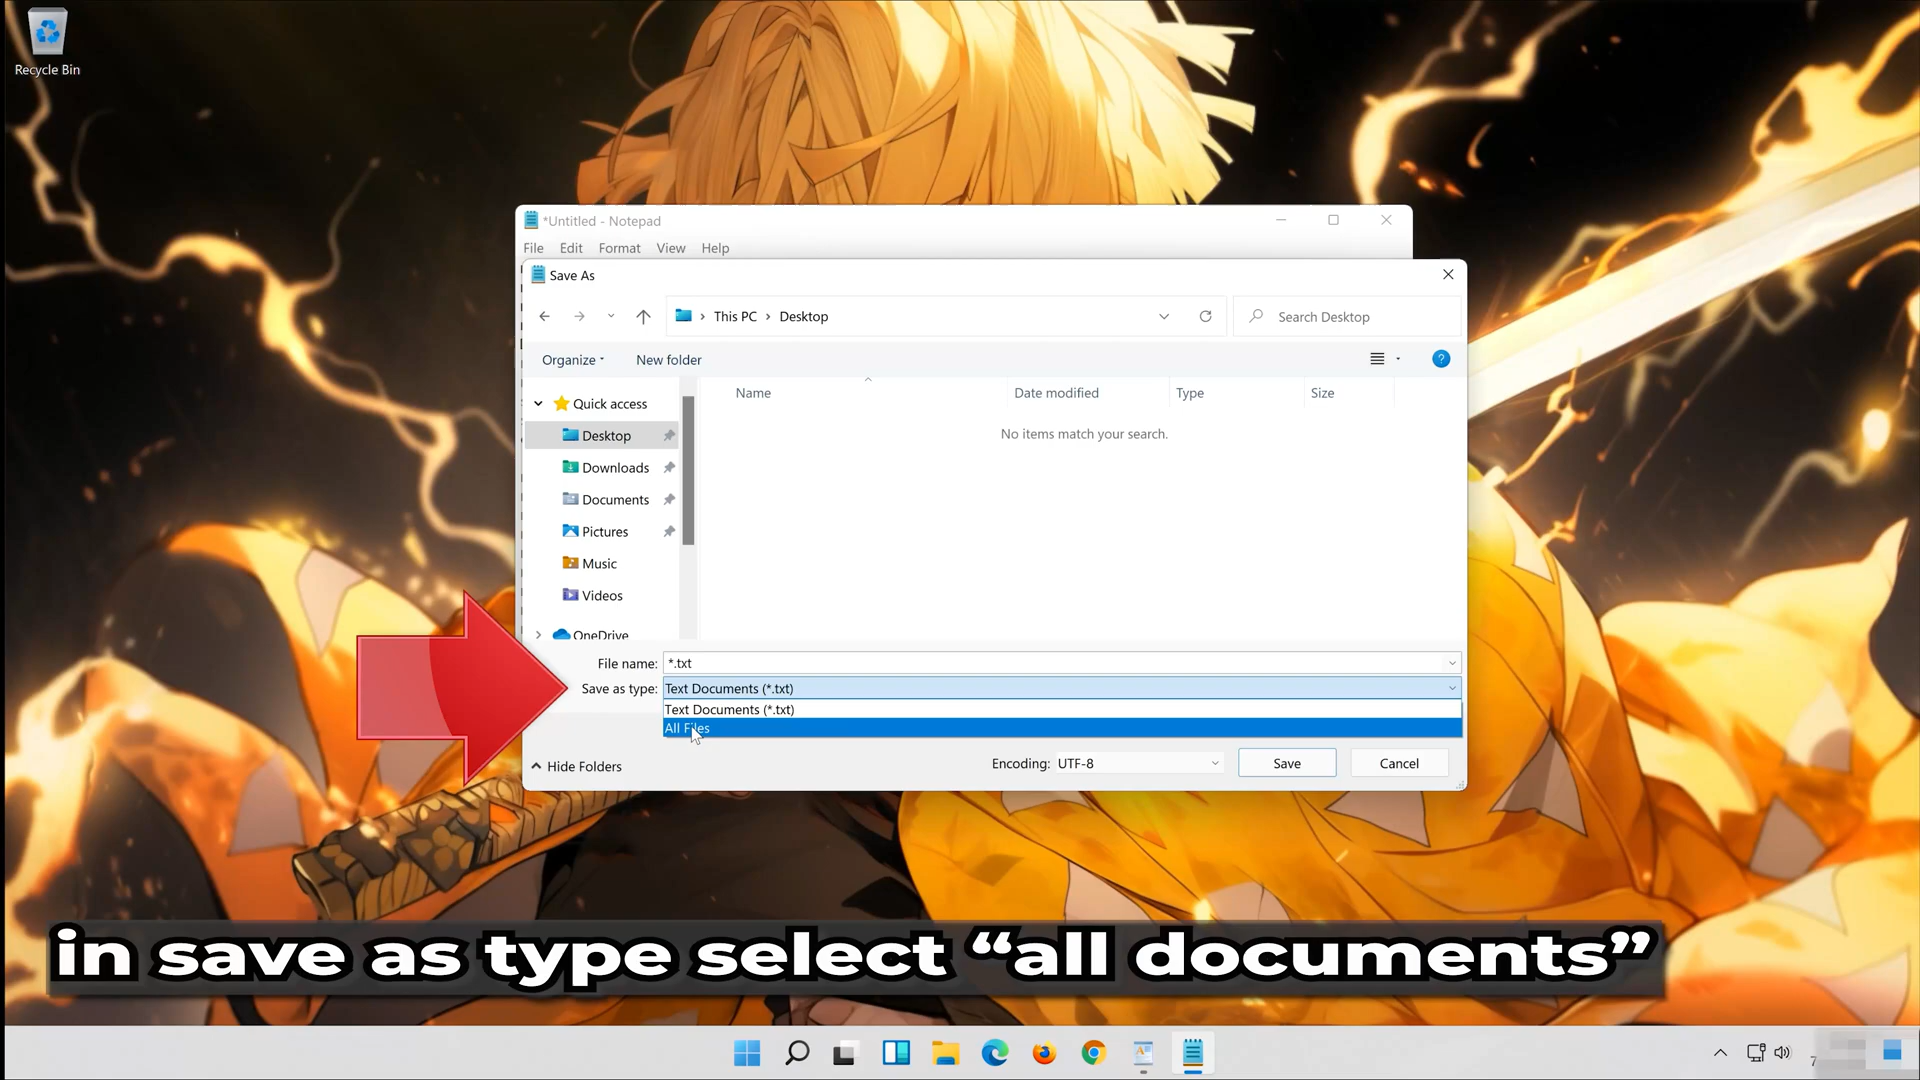 Recycle Bin
*Untitled - Notepad
File Edit Format View Help
Save As
This PC > Desktop
Search Desktop
Organize
New folder
Name Date modified Type Size
No items match your search.
Quick access
Desktop
Downloads
Documents
Pictures
Music
Videos
OneDrive
File name: *.txt
Save as type: Text Documents (*.txt)
Text Documents (*.txt)
All Files
Hide Folders
Encoding: UTF-8
Save
Cancel
in save as type select “all documents”